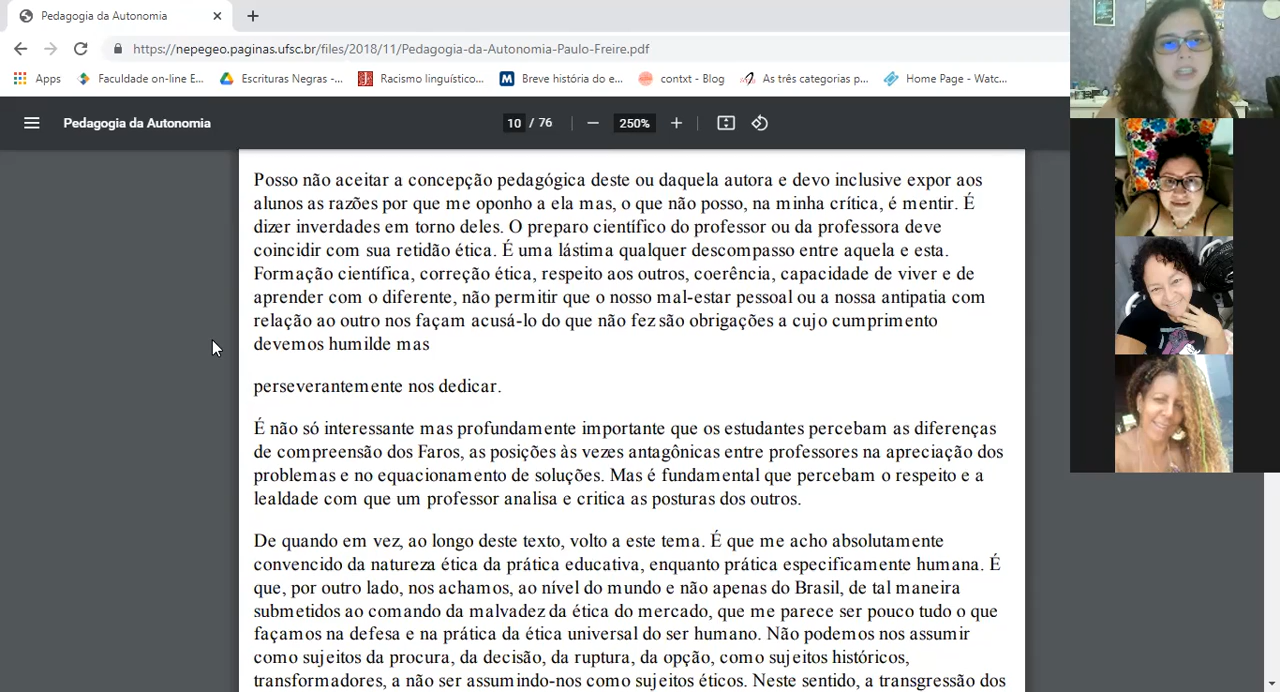 Pedagogia da Autonomia
https://nepegeo.paginas.ufsc.br/files/2018/11/Pedagogia-da-Autonomia-Paulo-Freire.pdf
Apps
Faculdade on-line E...
Escrituras Negras -...
Racismo linguístico...
Breve história do e...
contxt - Blog
As três categorias p...
Home Page - Watc...
Pedagogia da Autonomia
10 / 76
250%
Posso não aceitar a concepção pedagógica deste ou daquela autora e devo inclusive expor aos
alunos as razões por que me oponho a ela mas, o que não posso, na minha crítica, é mentir. É
dizer inverdades em torno deles. O preparo científico do professor ou da professora deve
coincidir com sua retidão ética. É uma lástima qualquer descompasso entre aquela e esta.
Formação científica, correção ética, respeito aos outros, coerência, capacidade de viver e de
aprender com o diferente, não permitir que o nosso mal-estar pessoal ou a nossa antipatia com
relação ao outro nos façam acusá-lo do que não fez são obrigações a cujo cumprimento
devemos humilde mas
perseverantemente nos dedicar.
É não só interessante mas profundamente importante que os estudantes percebam as diferenças
de compreensão dos Faros, as posições às vezes antagônicas entre professores na apreciação dos
problemas e no equacionamento de soluções. Mas é fundamental que percebam o respeito e a
lealdade com que um professor analisa e critica as posturas dos outros.
De quando em vez, ao longo deste texto, volto a este tema. É que me acho absolutamente
convencido da natureza ética da prática educativa, enquanto prática especificamente humana. É
que, por outro lado, nos achamos, ao nível do mundo e não apenas do Brasil, de tal maneira
submetidos ao comando da malvadez da ética do mercado, que me parece ser pouco tudo o que
façamos na defesa e na prática da ética universal do ser humano. Não podemos nos assumir
como sujeitos da procura, da decisão, da ruptura, da opção, como sujeitos históricos,
transformadores, a não ser assumindo-nos como sujeitos éticos. Neste sentido, a transgressão dos